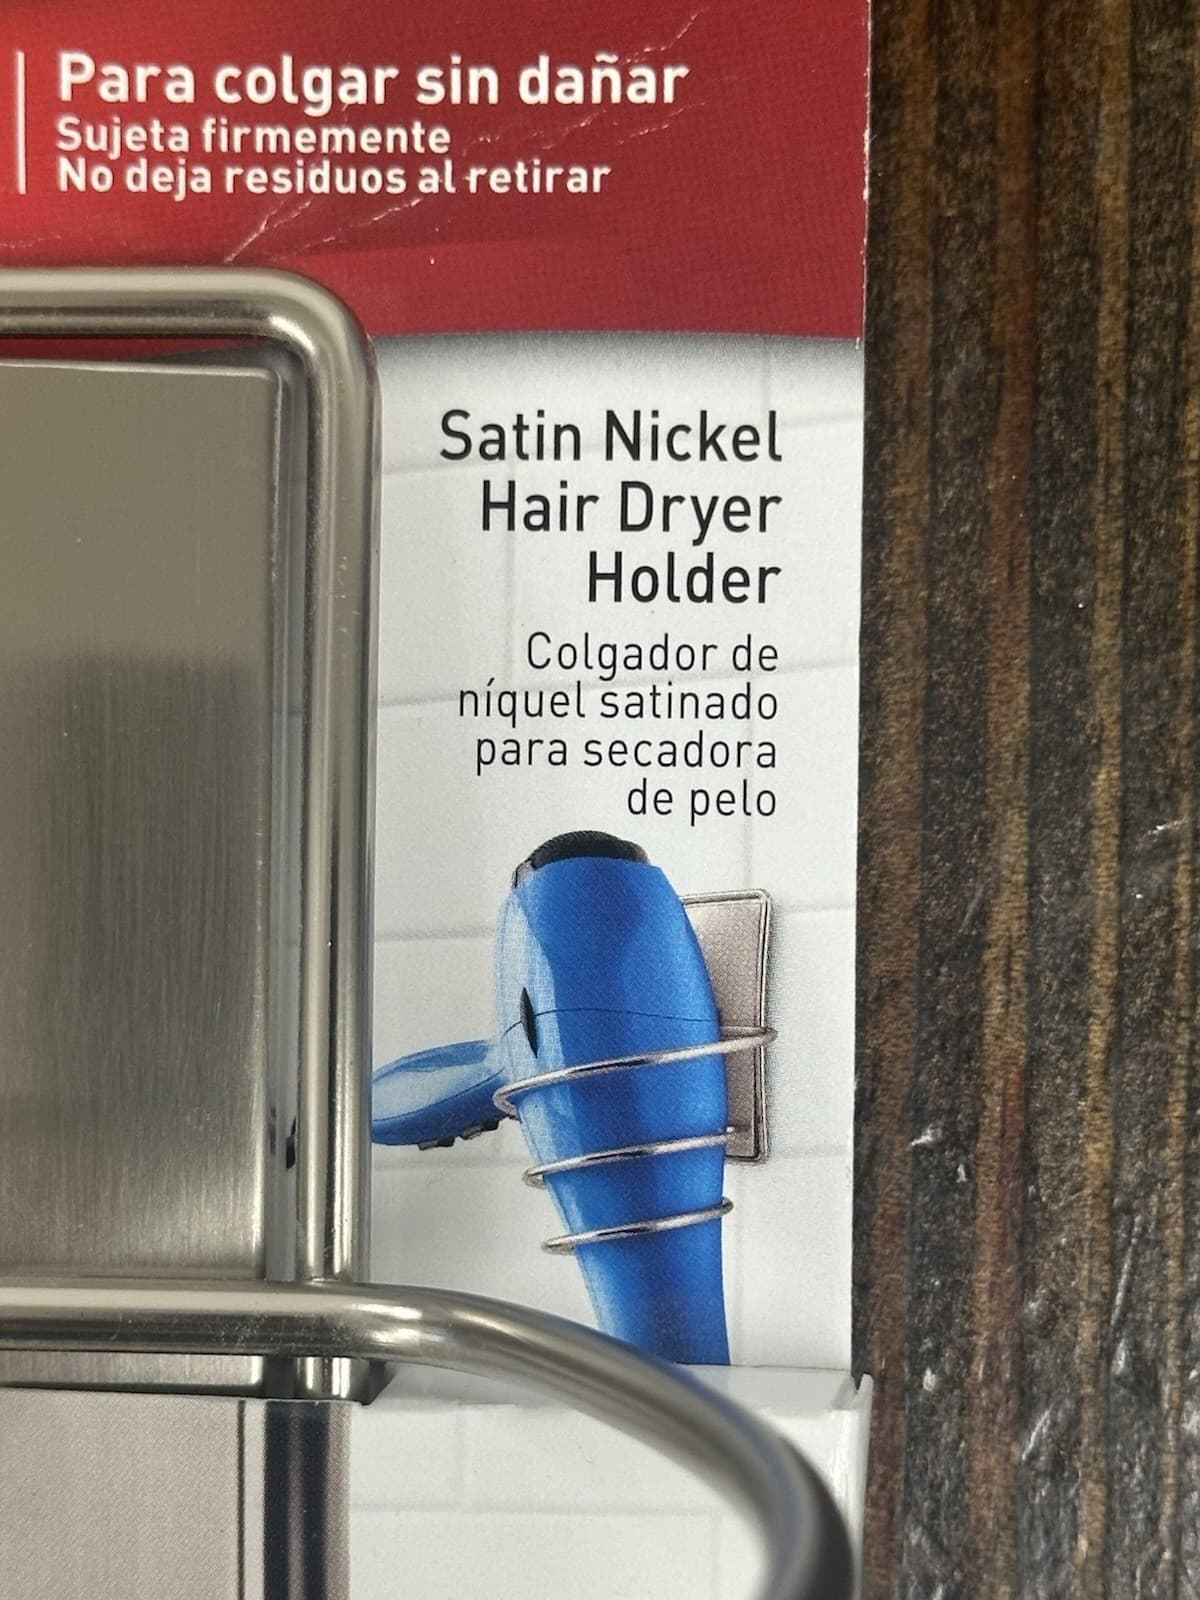 Para colgar sin dañar
Sujeta firmemente
No deja residuos al retirar
Satin Nickel
Hair Dryer
Holder
Colgador de
níquel satinado
para secadora
de pelo